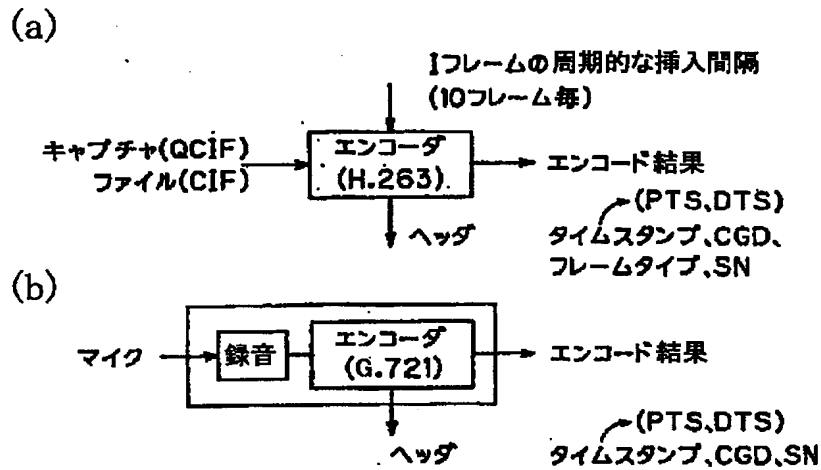 (a)
Iフレームの周期的な挿入間隔
(10フレーム毎)
キャプチャ(QCIF)
ファイル(CIF)
エンコーダ
(H.263)
エンコード結果
ヘッダ
(PTS、DTS)
タイムスタンプ、CGD、
フレームタイプ、SN
(b)
マイク
録音
エンコーダ
(G.721)
エンコード結果
ヘッダ
(PTS、DTS)
タイムスタンプ、CGD、SN